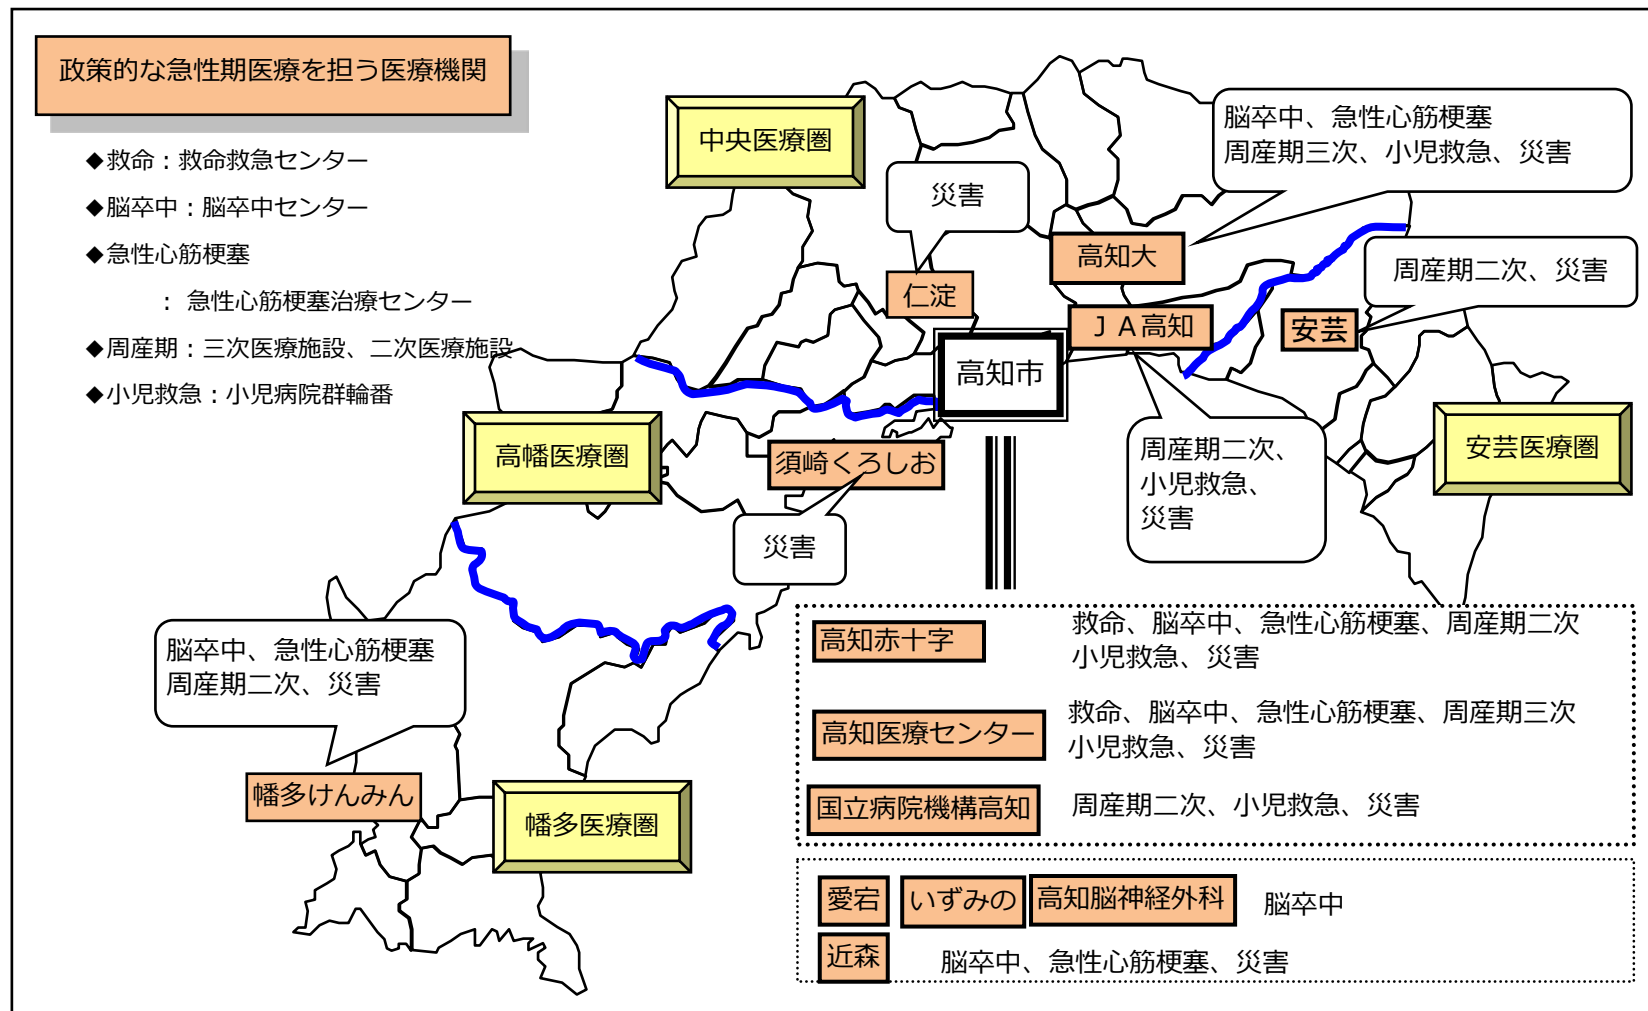 政策的な急性期医療を担う医療機関
◆救命：救命救急センター
◆脳卒中：脳卒中センター
◆急性心筋梗塞
： 急性心筋梗塞治療センター
◆周産期：三次医療施設、二次医療施設
◆小児救急：小児病院群輪番
中央医療圏
災害
仁淀
脳卒中、急性心筋梗塞
周産期三次、小児救急、災害
高知大
周産期二次、災害
安芸
ＪＡ高知
高知市
周産期二次、
小児救急、
災害
安芸医療圏
高幡医療圏
須崎くろしお
災害
脳卒中、急性心筋梗塞
周産期二次、災害
幡多けんみん
幡多医療圏
高知赤十字
救命、脳卒中、急性心筋梗塞、周産期二次
小児救急、災害
高知医療センター
救命、脳卒中、急性心筋梗塞、周産期三次
小児救急、災害
国立病院機構高知
周産期二次、小児救急、災害
愛宕
いずみの
高知脳神経外科
脳卒中
近森
脳卒中、急性心筋梗塞、災害